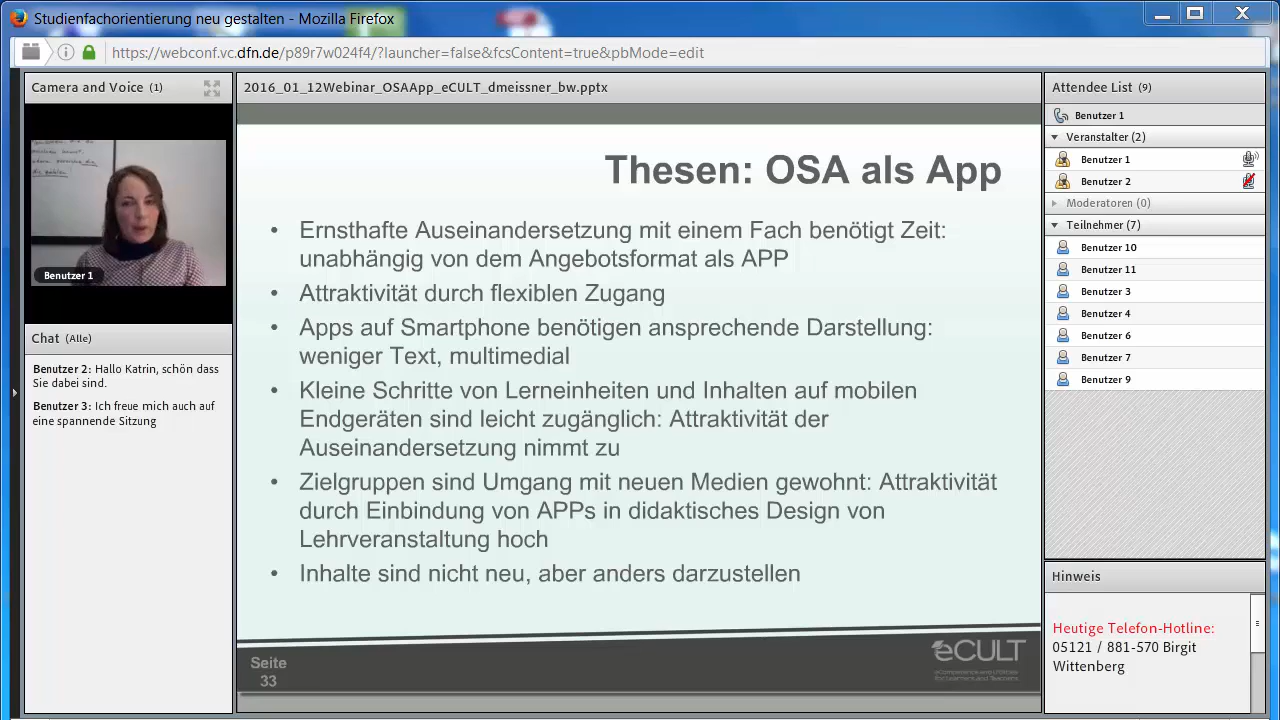 Studienfachorientierung neu gestalten - Mozilla Firefox
https://webconf.vc.dfn.de/p89r7w024f4/?launcher=false&fcsContent=true&pbMode=edit
Camera and Voice (1)
Benutzer 1
Chat (Alle)
Benutzer 2: Hallo Katrin, schön dass
Sie dabei sind.
Benutzer 3: Ich freue mich auch auf
eine spannende Sitzung
2016_01_12Webinar_OSAApp_eCULT_dmeissner_bw.pptx
Thesen: OSA als App
• Ernsthafte Auseinandersetzung mit einem Fach benötigt Zeit:
unabhängig von dem Angebotsformat als APP
• Attraktivität durch flexiblen Zugang
• Apps auf Smartphone benötigen ansprechende Darstellung:
weniger Text, multimedial
• Kleine Schritte von Lerneinheiten und Inhalten auf mobilen
Endgeräten sind leicht zugänglich: Attraktivität der
Auseinandersetzung nimmt zu
• Zielgruppen sind Umgang mit neuen Medien gewohnt: Attraktivität
durch Einbindung von APPs in didaktisches Design von
Lehrveranstaltung hoch
• Inhalte sind nicht neu, aber anders darzustellen
Seite
33
eCULT
Attendee List (9)
Benutzer 1
Veranstalter (2)
Benutzer 1
Benutzer 2
Moderatoren (0)
Teilnehmer (7)
Benutzer 10
Benutzer 11
Benutzer 3
Benutzer 4
Benutzer 6
Benutzer 7
Benutzer 9
Hinweis
Heutige Telefon-Hotline:
05121 / 881-570 Birgit
Wittenberg